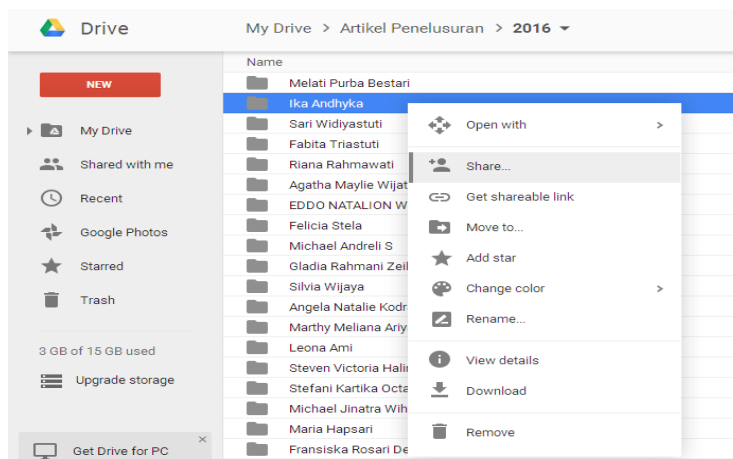 Drive
My Drive > Artikel Penelusuran > 2016
Name
NEW
My Drive
Shared with me
Recent
Google Photos
Starred
Trash
3 GB of 15 GB used
Upgrade storage
Get Drive for PC
Melati Purba Bestari
Ika Andhyka
Sari Widiyastuti
Fabita Triastuti
Riana Rahmawati
Agatha Maylie Wijat
EDDO NATALION W
Felicia Stela
Michael Andreli S
Gladia Rahmani Zeil
Silvia Wijaya
Angela Natalie Kodr
Marthy Meliana Ariy
Leona Ami
Steven Victoria Halin
Stefani Kartika Octa
Michael Jinatra Wih
Maria Hapsari
Fransiska Rosari De
Open with >
Share...
Get shareable link
Move to...
Add star
Change color >
Rename...
View details
Download
Remove